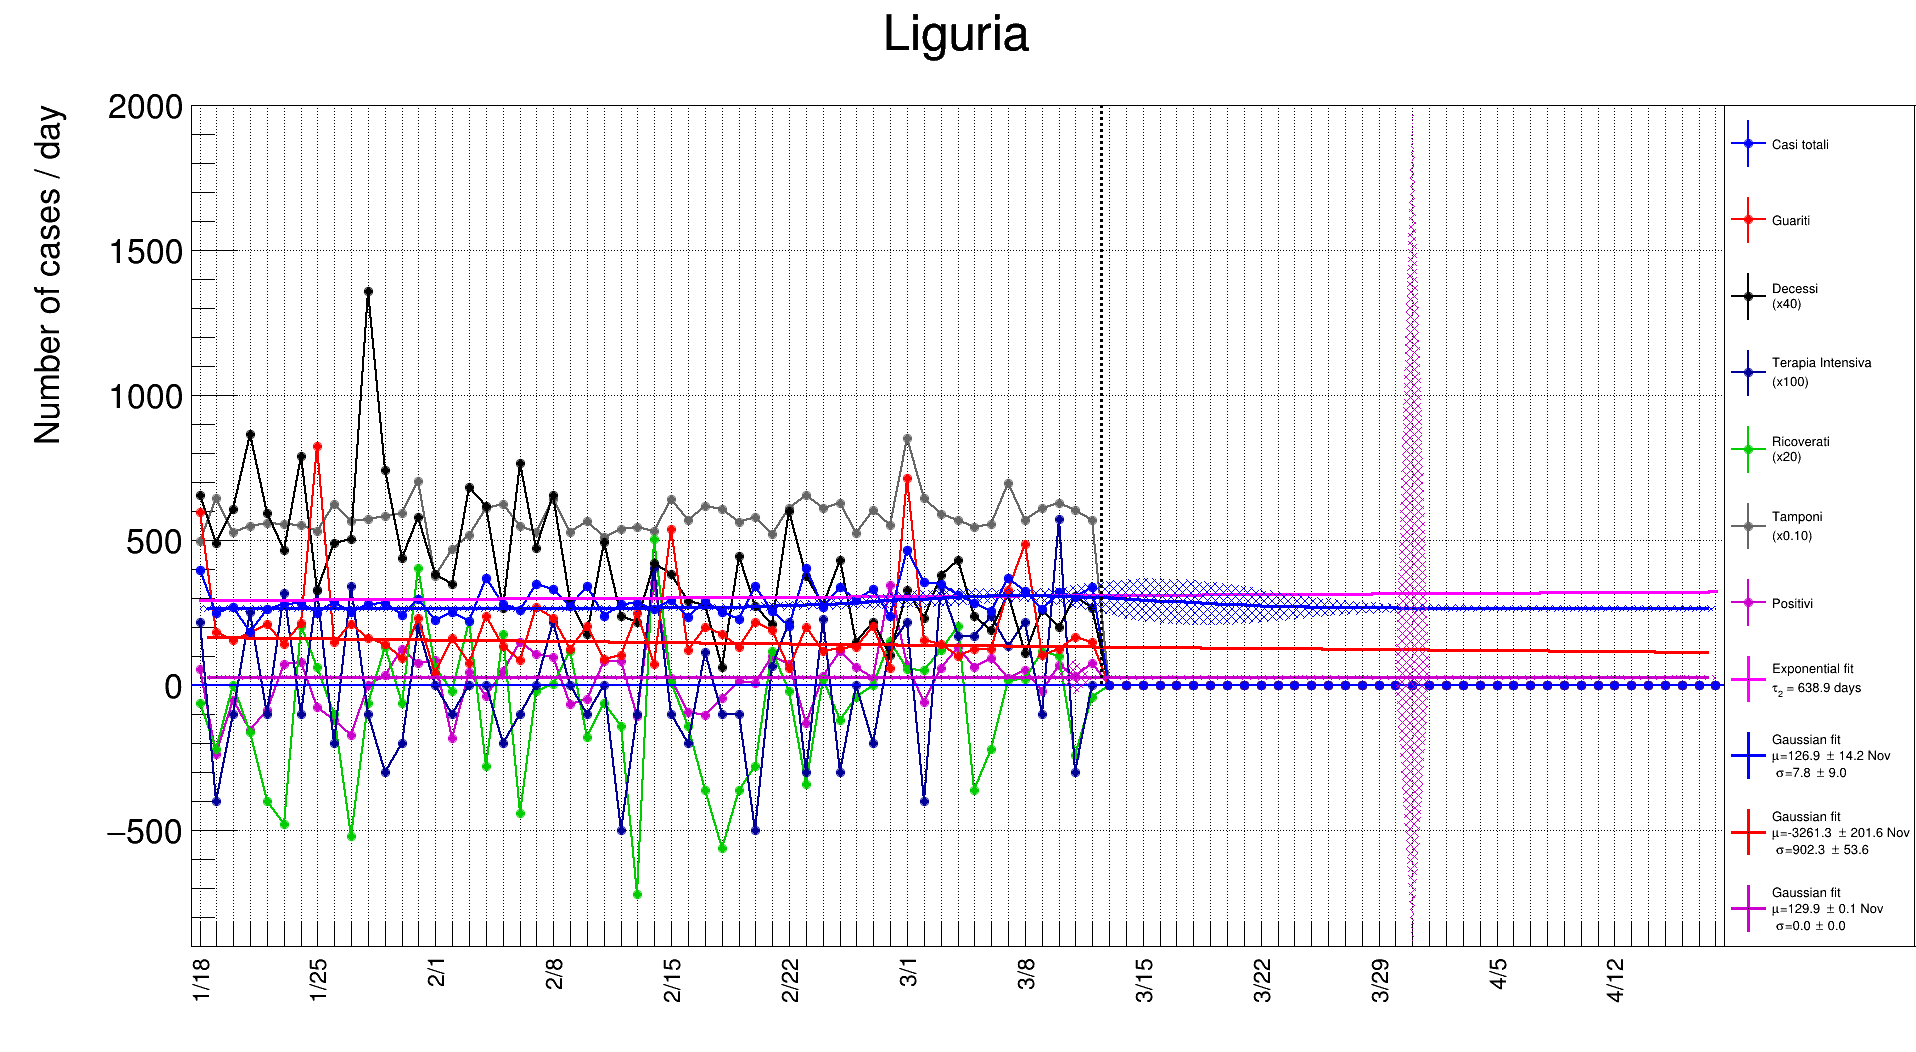 Liguria
Number of cases / day
2000
1500
1000
500
0
−500
1/18
1/25
2/1
2/8
2/15
2/22
3/1
3/8
3/15
3/22
3/29
4/5
4/12
Casi totali
Guariti
Decessi
(x40)
Terapia Intensiva
(x100)
Ricoverati
(x20)
Tamponi
(x0.10)
Positivi
Exponential fit
τ2 = 638.9 days
Gaussian fit
μ=126.9 ± 14.2 Nov
σ=7.8 ± 9.0
Gaussian fit
μ=-3261.3 ± 201.6 Nov
σ=902.3 ± 53.6
Gaussian fit
μ=129.9 ± 0.1 Nov
σ=0.0 ± 0.0